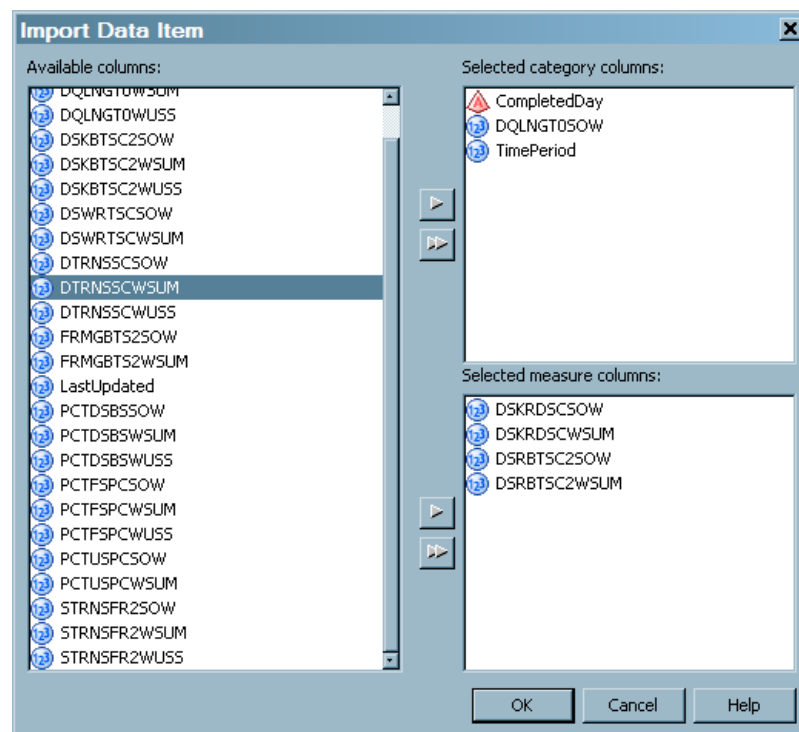 Import Data Item
Available columns:
DQLNGT0WSUM
DQLNGT0WUSS
DSKBTSC2SOW
DSKBTSC2WSUM
DSKBTSC2WUSS
DSWRTSCSOW
DSWRTSCWSUM
DTRNSSCSOW
DTRNSSCWSUM
DTRNSSCWUSS
FRMGBTS2SOW
FRMGBTS2WSUM
LastUpdated
PCTDSBSSOW
PCTDSBSWSUM
PCTDSBSWUSS
PCTFSPCSOW
PCTFSPCWSUM
PCTFSPCWUSS
PCTUSPCSOW
PCTUSPCWSUM
STRNSFR2SOW
STRNSFR2WSUM
STRNSFR2WUSS
Selected category columns:
CompletedDay
DQLNGT0SOW
TimePeriod
Selected measure columns:
DSKRDSCSOW
DSKRDSCWSUM
DSRBTSC2SOW
DSRBTSC2WSUM
OK
Cancel
Help